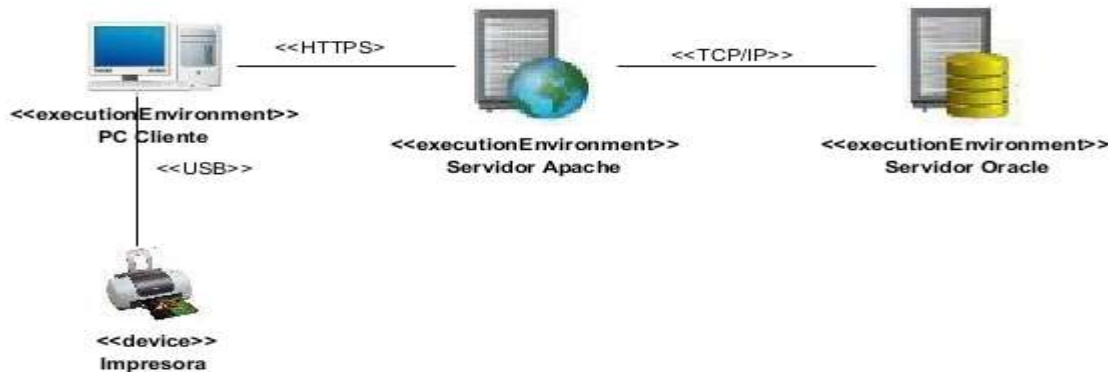 <<HTTPS>
<<TCP/IP>>
<<executionEnvironment>>
PC Cliente
<<executionEnvironment>>
Servidor Apache
<<executionEnvironment>>
Servidor Oracle
<<USB>>
<<device>>
Impresora